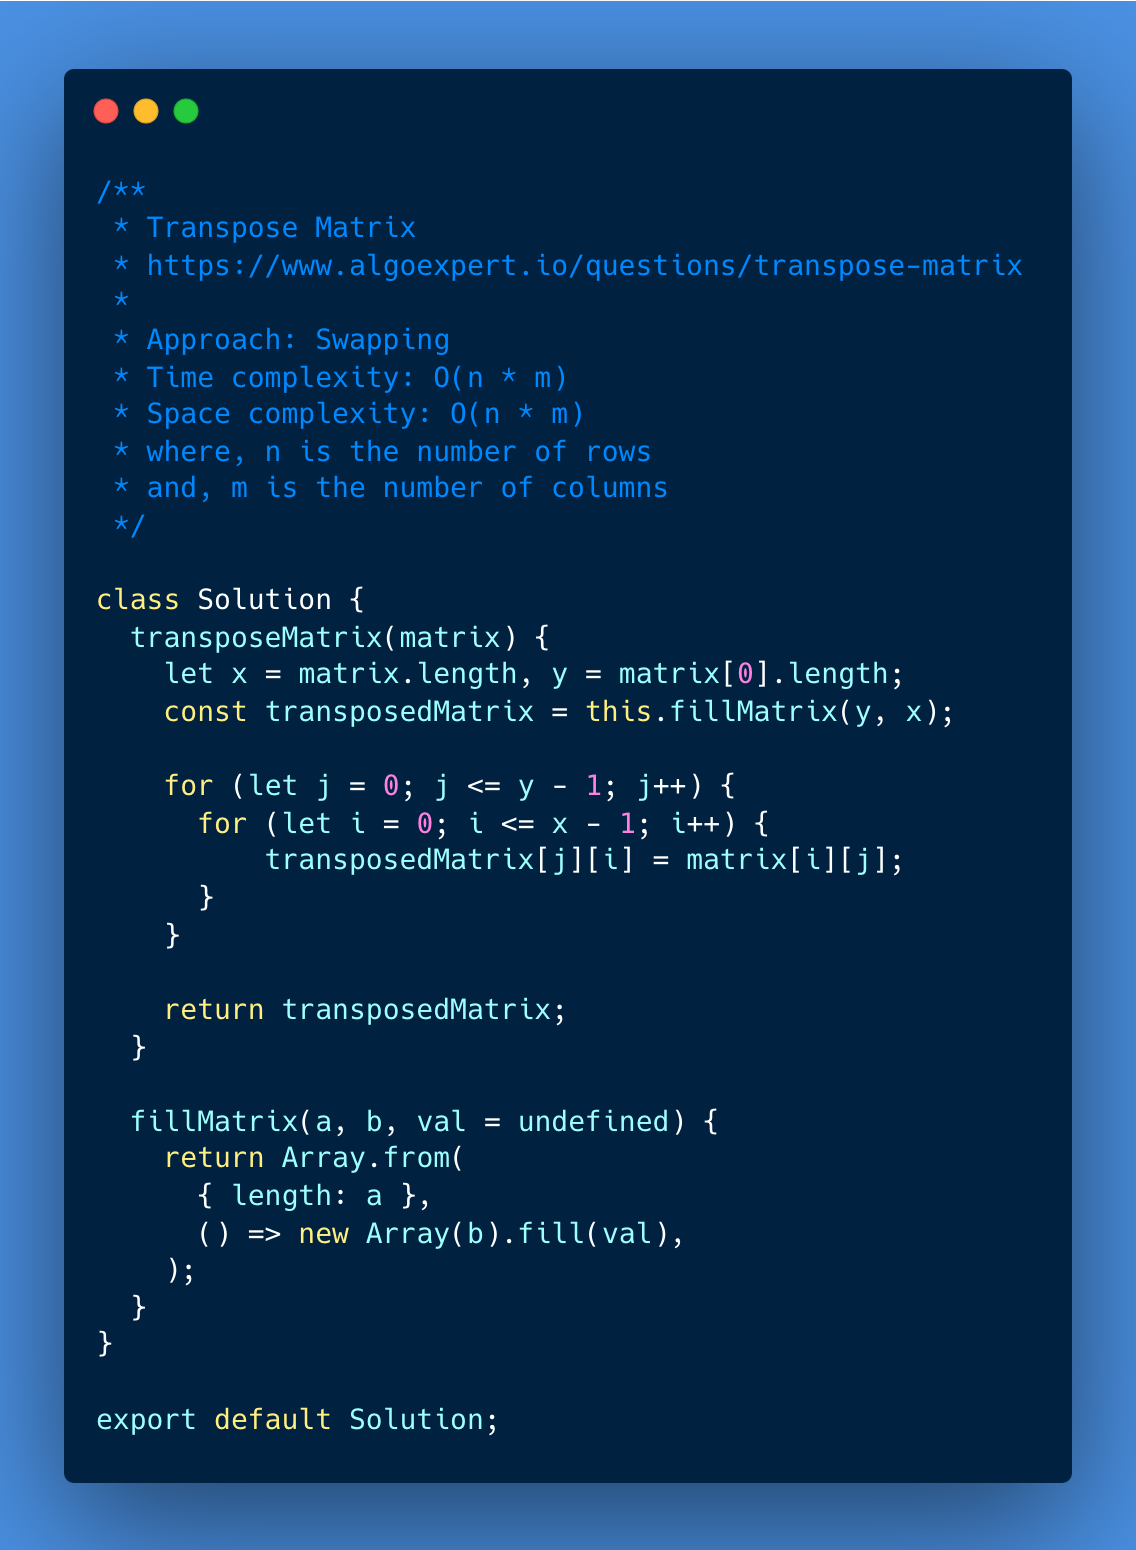 /**
 * Transpose Matrix
 * https://www.algoexpert.io/questions/transpose-matrix
 *
 * Approach: Swapping
 * Time complexity: O(n * m)
 * Space complexity: O(n * m)
 * where, n is the number of rows
 * and, m is the number of columns
 */

class Solution {
  transposeMatrix(matrix) {
    let x = matrix.length, y = matrix[0].length;
    const transposedMatrix = this.fillMatrix(y, x);

    for (let j = 0; j <= y - 1; j++) {
      for (let i = 0; i <= x - 1; i++) {
          transposedMatrix[j][i] = matrix[i][j];
      }
    }

    return transposedMatrix;
  }

  fillMatrix(a, b, val = undefined) {
    return Array.from(
      { length: a },
      () => new Array(b).fill(val),
    );
  }
}

export default Solution;